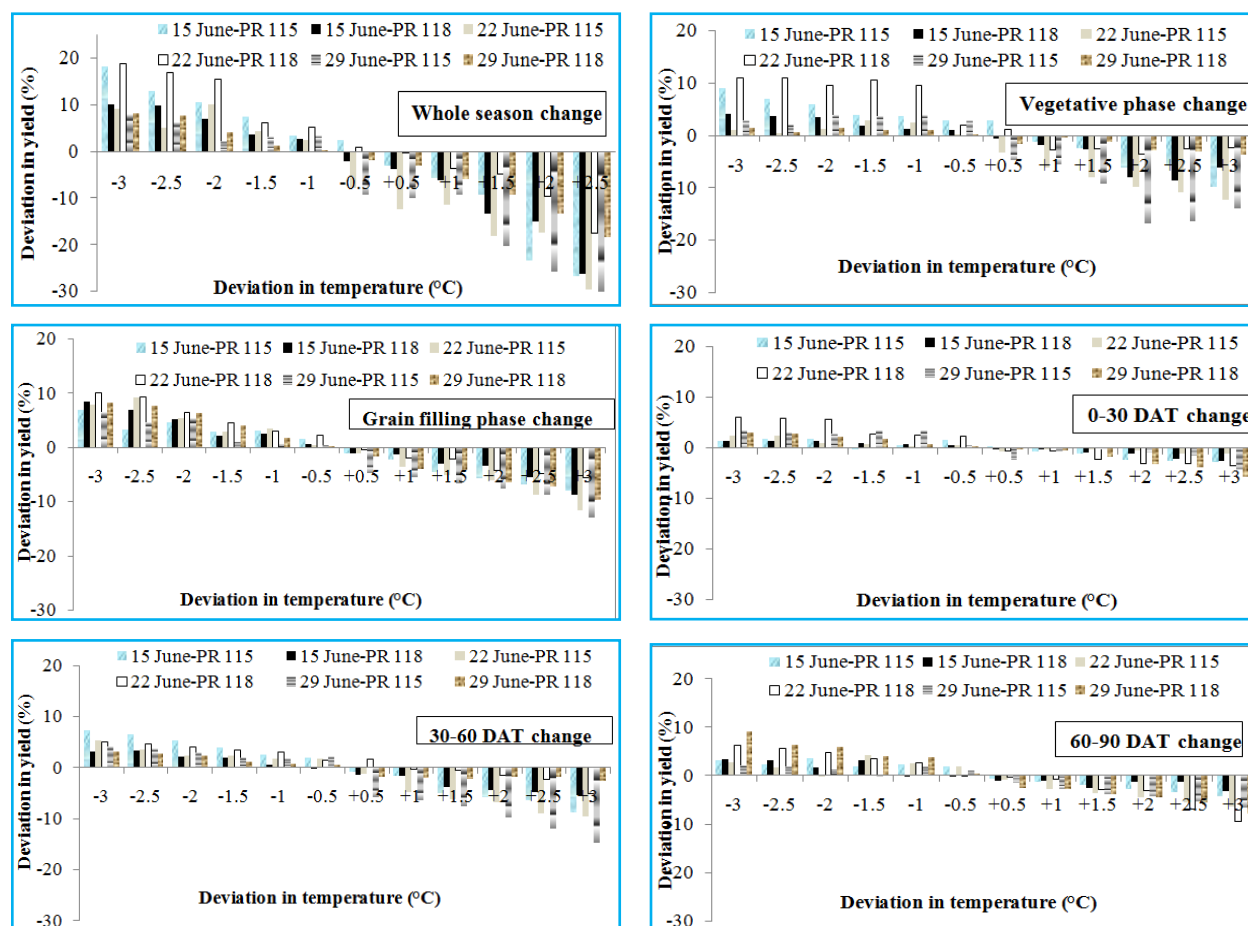 15 June-PR 115 15 June-PR 118 22 June-PR 115
22 June-PR 118 29 June-PR 115 29 June-PR 118
20
10
0
-10
-20
-30
Deviation in yield (%)
Whole season change
-3 -2.5 -2 -1.5 -1 -0.5 +0.5 +1 +1.5 +2 +2.5
Deviation in temperature (°C)
15 June-PR 115 15 June-PR 118 22 June-PR 115
22 June-PR 118 29 June-PR 115 29 June-PR 118
20
10
0
-10
-20
-30
Deviation in yield (%)
Vegetative phase change
-3 -2.5 -2 -1.5 -1 -0.5 +0.5 +1 +1.5 +2 +2.5 +3
Deviation in temperature (°C)
15 June-PR 115 15 June-PR 118 22 June-PR 115
22 June-PR 118 29 June-PR 115 29 June-PR 118
20
10
0
-10
-20
-30
Deviation in yield (%)
Grain filling phase change
-3 -2.5 -2 -1.5 -1 -0.5 +0.5 +1 +1.5 +2 +2.5 +3
Deviation in temperature (°C)
15 June-PR 115 15 June-PR 118 22 June-PR 115
22 June-PR 118 29 June-PR 115 29 June-PR 118
20
10
0
-10
-20
-30
Deviation in yield (%)
0-30 DAT change
-3 -2.5 -2 -1.5 -1 -0.5 +0.5 +1 +1.5 +2 +2.5 +3
Deviation in temperature (°C)
15 June-PR 115 15 June-PR 118 22 June-PR 115
22 June-PR 118 29 June-PR 115 29 June-PR 118
20
10
0
-10
-20
-30
Deviation in yield (%)
30-60 DAT change
-3 -2.5 -2 -1.5 -1 -0.5 +0.5 +1 +1.5 +2 +2.5 +3
Deviation in temperature (°C)
15 June-PR 115 15 June-PR 118 22 June-PR 115
22 June-PR 118 29 June-PR 115 29 June-PR 118
20
10
0
-10
-20
-30
Deviation in yield (%)
60-90 DAT change
-3 -2.5 -2 -1.5 -1 -0.5 +0.5 +1 +1.5 +2 +2.5 +3
Deviation in temperature (°C)